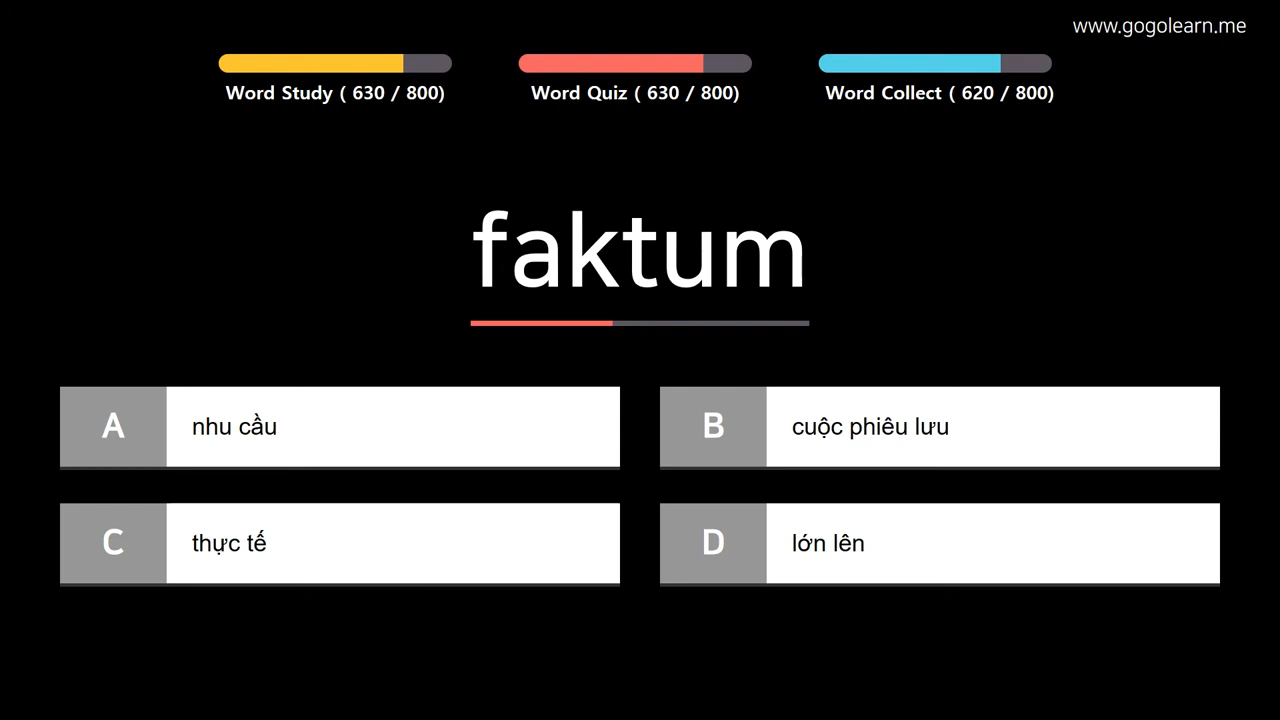 www.gogolearn.me
Word Study ( 630 / 800)
Word Quiz ( 630 / 800)
Word Collect ( 620 / 800)
faktum
A nhu cầu
B cuộc phiêu lưu
C thực tế
D lớn lên